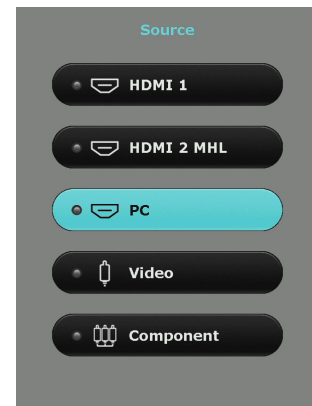 Source
HDMI 1
HDMI 2 MHL
PC
Video
Component